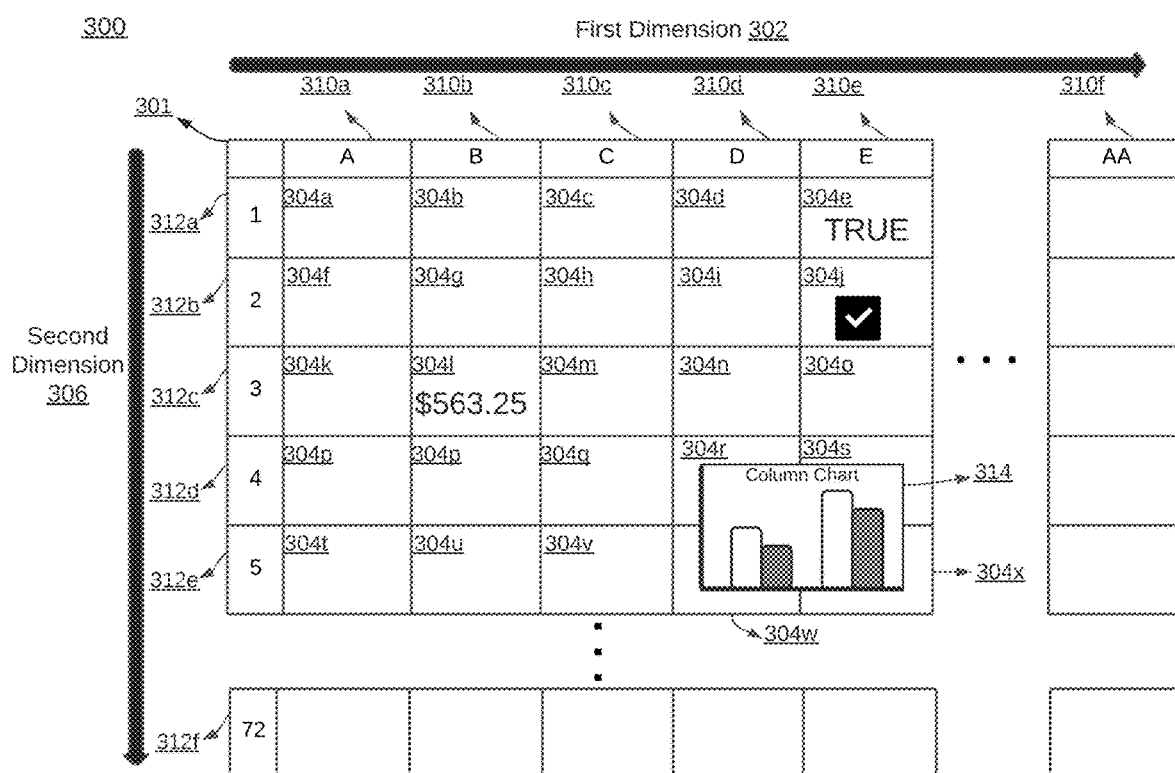 300
First Dimension 302
310a 310b 310c 310d 310e 310f
301
A B C D E AA
304a 304b 304c 304d 304e
312a 1 TRUE
304f 304g 304h 304i 304j
312b 2
Second
Dimension
306
304k 304l 304m 304n 304o
312c 3 $563.25
304p 304p 304q 304r 304s
312d 4 Column Chart 314
304t 304u 304v
312e 5 304x
304w
312f 72